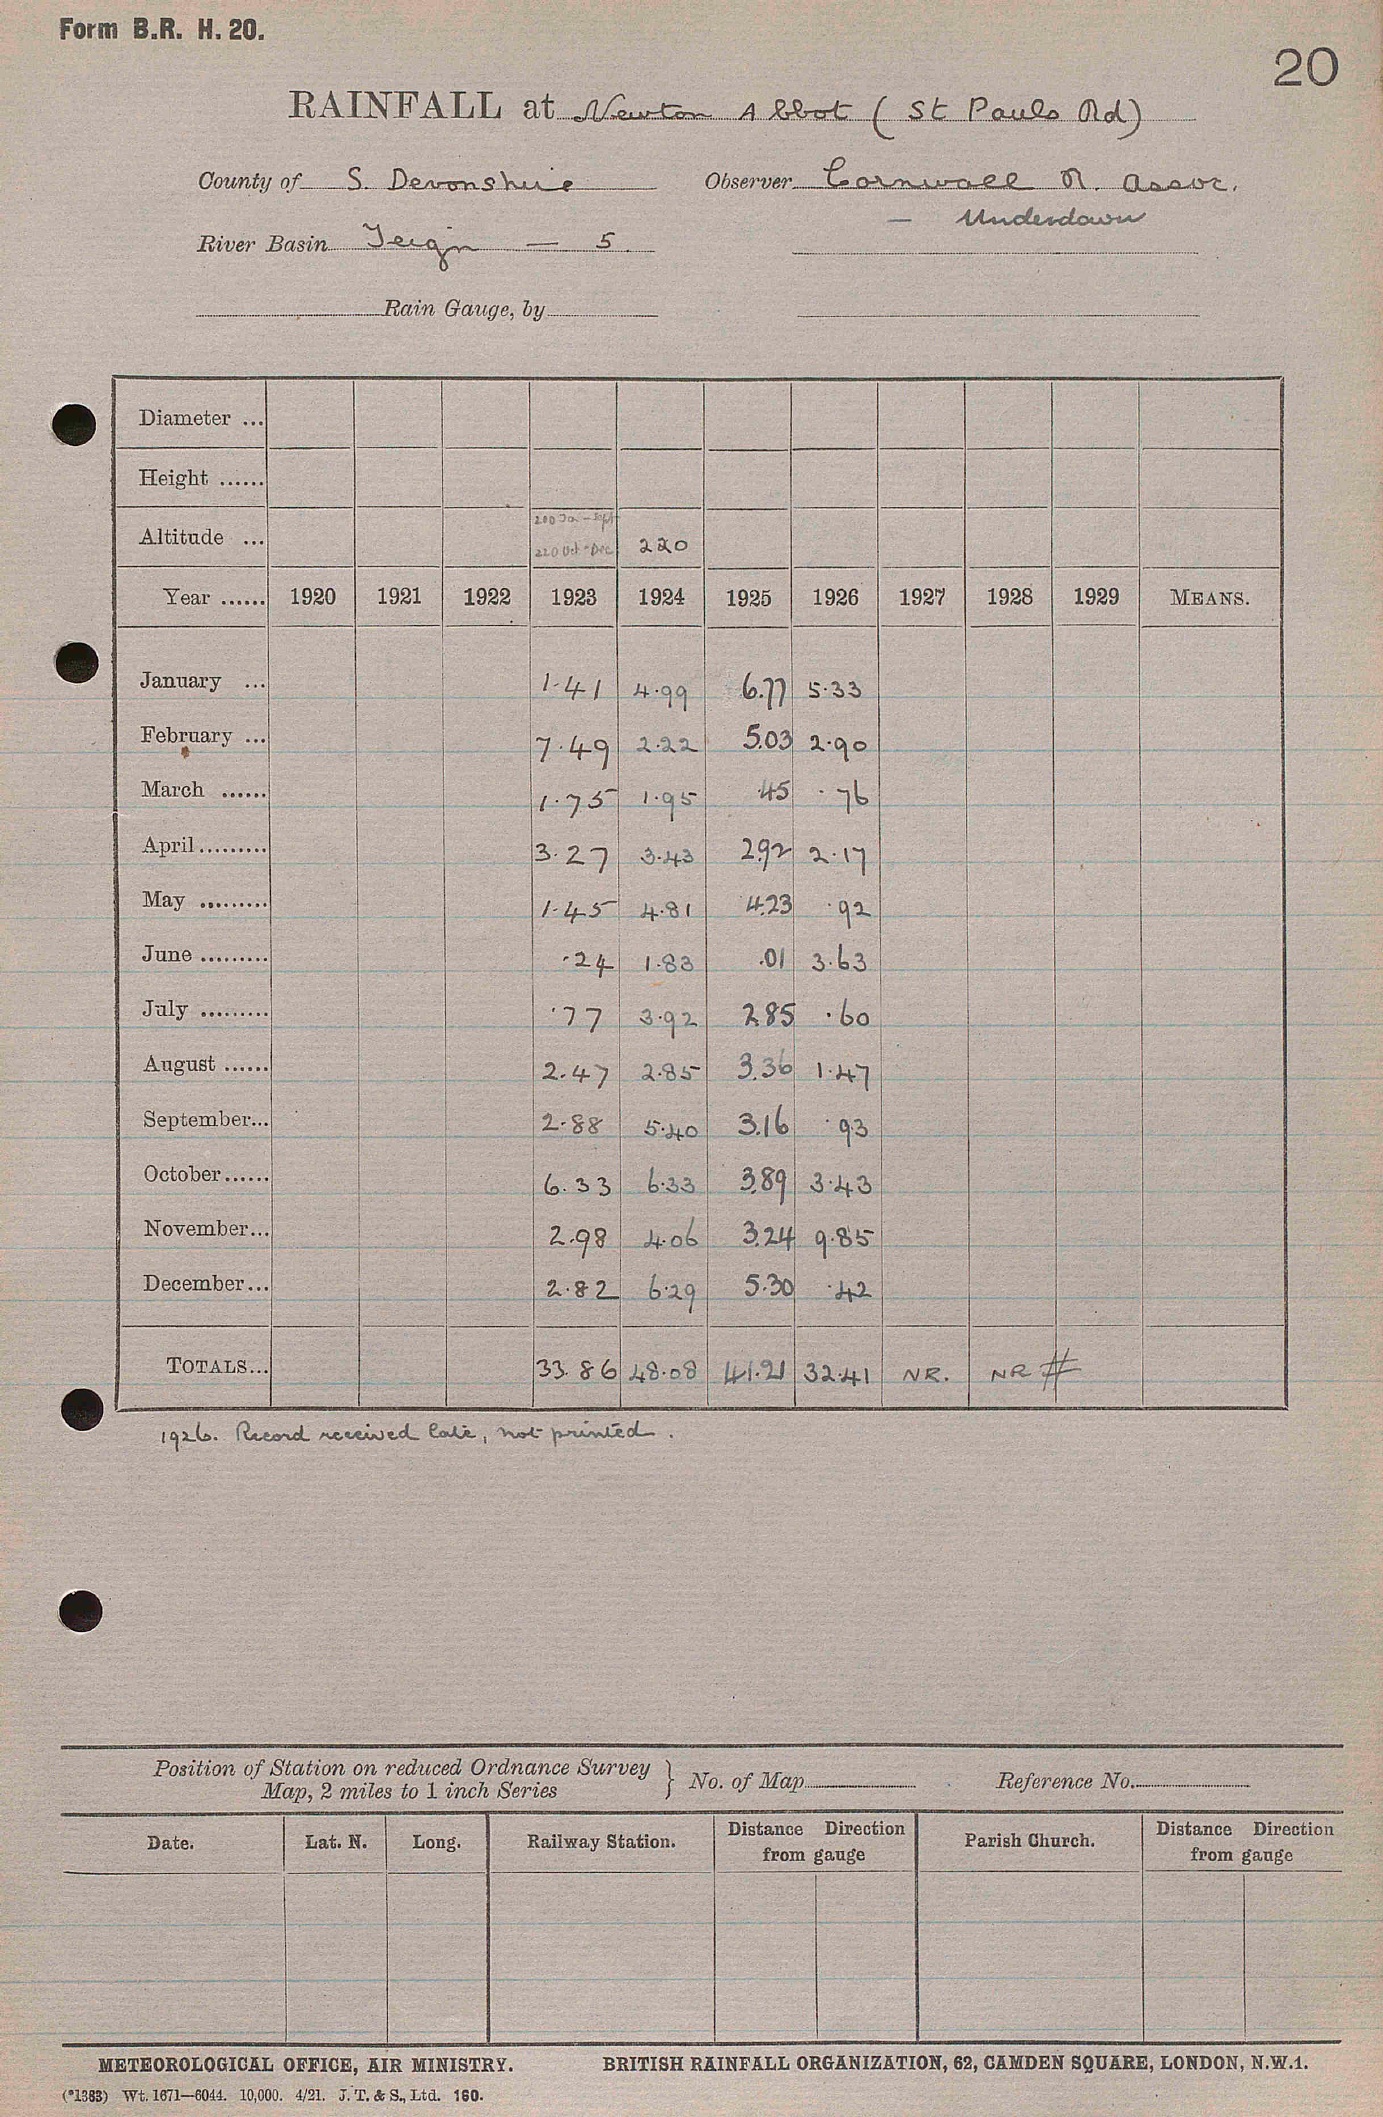 Form B.R. H. 20.
20
RAINFALL at Newton Abbot (St Pauls Rd)
County of S. Devonshire Observer Cornwall R. Assoc.
— Underdown
River Basin Teign — 5
Rain Gauge, by
Diameter ...
Height ......
200 Ja - Sept
Altitude ... 220 Oct - Dec 220
Year ...... 1920 1921 1922 1923 1924 1925 1926 1927 1928 1929 MEANS.
January ... 1.41 4.99 6.77 5.33
February ... 7.49 2.22 5.03 2.90
March ...... 1.75 1.95 .45 .76
April ......... 3.27 3.43 2.92 2.17
May ......... 1.45 4.81 4.23 .92
June ......... .24 1.83 .01 3.63
July ......... .77 3.92 2.85 .60
August ...... 2.47 2.85 3.36 1.47
September... 2.88 5.40 3.16 .93
October...... 6.33 6.33 3.89 3.43
November... 2.98 4.06 3.24 9.85
December... 2.82 6.29 5.30 .42
TOTALS... 33.86 48.08 41.21 32.41 NR. NR #
1926. Record received late, not printed.
Position of Station on reduced Ordnance Survey
Map, 2 miles to 1 inch Series } No. of Map Reference No.
Date. Lat. N. Long. Railway Station. Distance Direction from gauge Parish Church. Distance Direction from gauge
METEOROLOGICAL OFFICE, AIR MINISTRY. BRITISH RAINFALL ORGANIZATION, 62, CAMDEN SQUARE, LONDON, N.W.1.
(*1383) Wt. 1671—6044. 10,000. 4/21. J. T. & S., Ltd. 160.